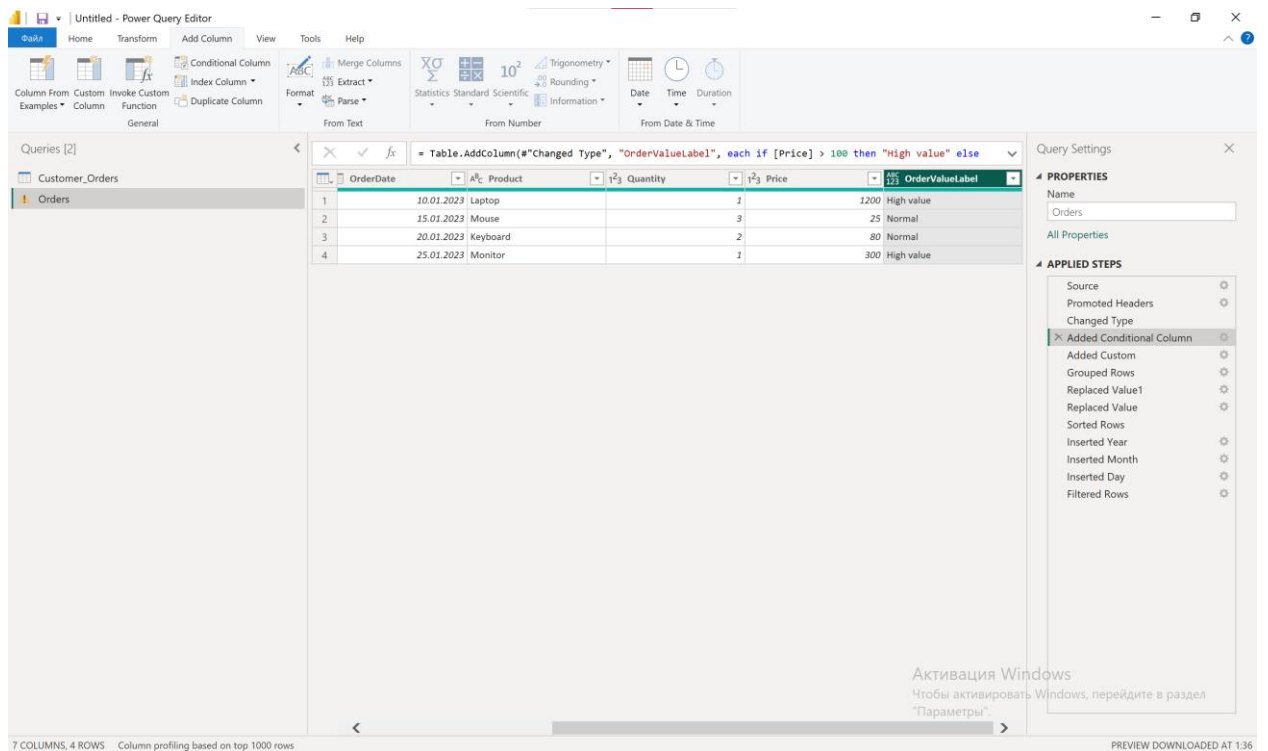 Untitled - Power Query Editor
Файл Home Transform Add Column View Tools Help
Column From Examples
Custom Column
Invoke Custom Function
Conditional Column
Index Column
Duplicate Column
General
Format
Merge Columns
Extract
Parse
From Text
Statistics
Standard
Scientific
Trigonometry
Rounding
Information
From Number
Date
Time
Duration
From Date & Time
Queries [2]
Customer_Orders
Orders
= Table.AddColumn(#"Changed Type", "OrderValueLabel", each if [Price] > 100 then "High value" else
OrderDate Product Quantity Price OrderValueLabel
1 10.01.2023 Laptop 1 1200 High value
2 15.01.2023 Mouse 3 25 Normal
3 20.01.2023 Keyboard 2 80 Normal
4 25.01.2023 Monitor 1 300 High value
Query Settings
PROPERTIES
Name
Orders
All Properties
APPLIED STEPS
Source
Promoted Headers
Changed Type
Added Conditional Column
Added Custom
Grouped Rows
Replaced Value1
Replaced Value
Sorted Rows
Inserted Year
Inserted Month
Inserted Day
Filtered Rows
Активация Windows
Чтобы активировать Windows, перейдите в раздел
"Параметры".
7 COLUMNS, 4 ROWS Column profiling based on top 1000 rows
PREVIEW DOWNLOADED AT 1:36